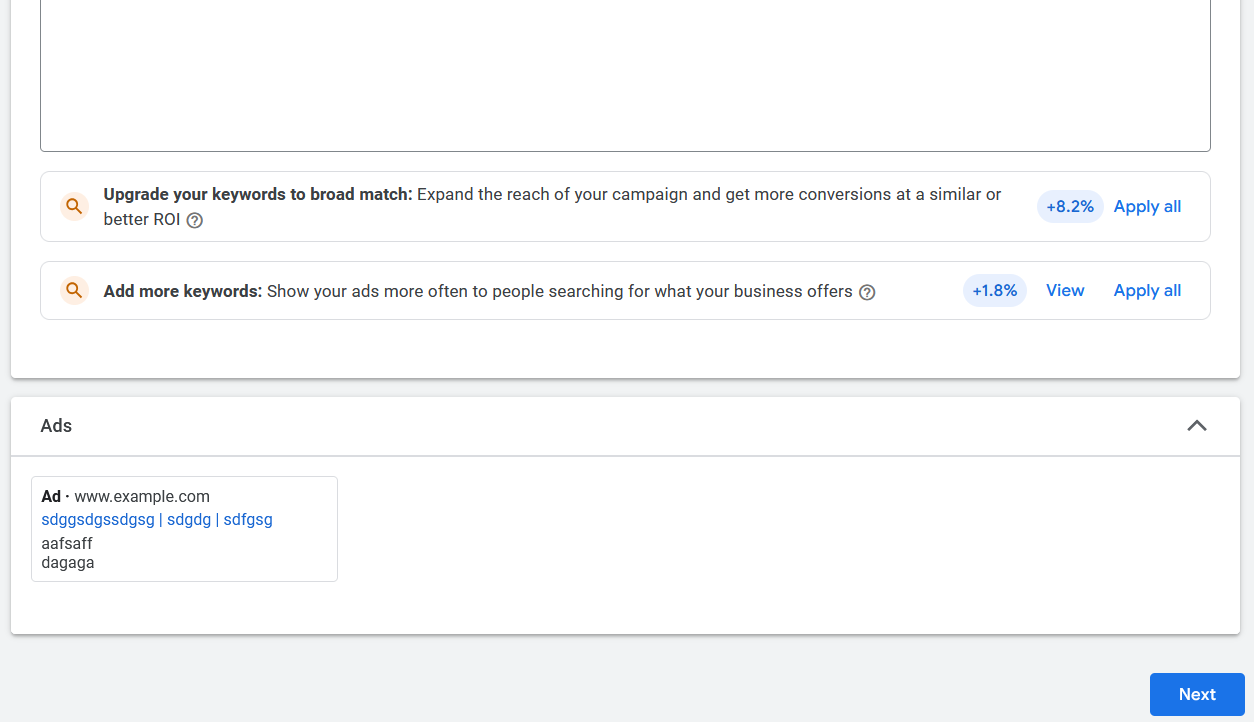 Upgrade your keywords to broad match: Expand the reach of your campaign and get more conversions at a similar or
better ROI
+8.2%
Apply all
Add more keywords: Show your ads more often to people searching for what your business offers
+1.8%
View
Apply all
Ads
Ad · www.example.com
sdggsdgssdgsg | sdgdg | sdfgsg
aafsaff
dagaga
Next